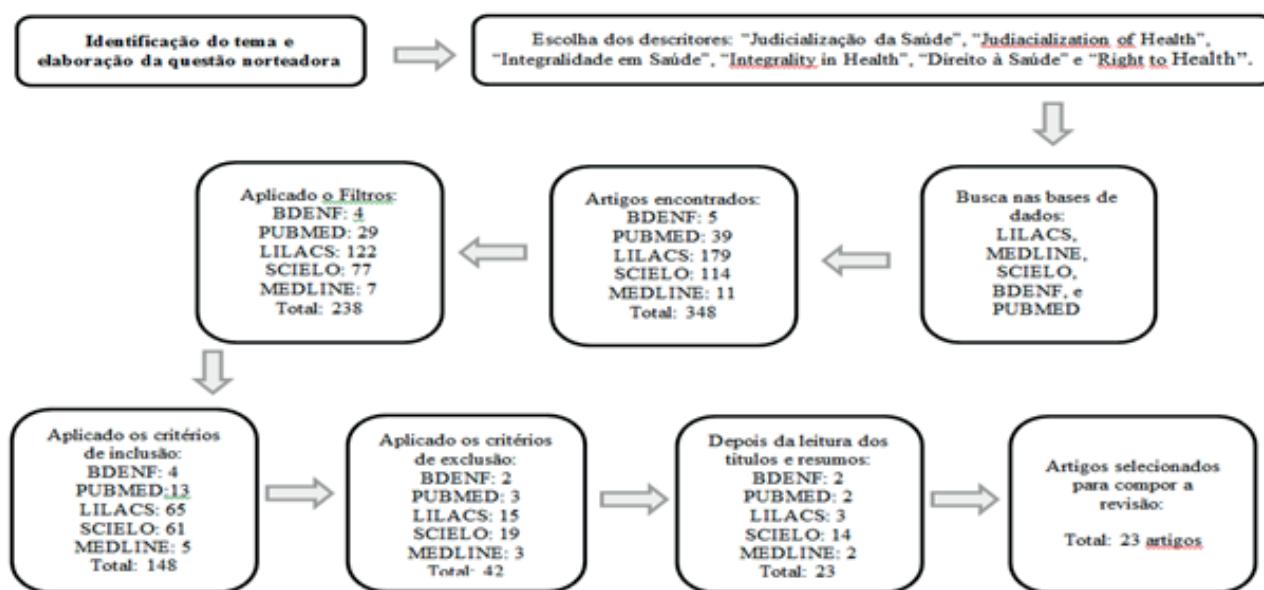 Identificação do tema e
elaboração da questão norteadora
Escolha dos descritores: “Judicialização da Saúde”, “Judiacialization of Health”,
“Integralidade em Saúde”, “Integrality in Health”, “Direito à Saúde” e “Right to Health”.
Busca nas bases de
dados:
LILACS,
MEDLINE,
SCIELO,
BDENF, e
PUBMED
Artigos encontrados:
BDENF: 5
PUBMED: 39
LILACS: 179
SCIELO: 114
MEDLINE: 11
Total: 348
Aplicado o Filtros:
BDENF: 4
PUBMED: 29
LILACS: 122
SCIELO: 77
MEDLINE: 7
Total: 238
Aplicado os critérios
de inclusão:
BDENF: 4
PUBMED:13
LILACS: 65
SCIELO: 61
MEDLINE: 5
Total: 148
Aplicado os critérios
de exclusão:
BDENF: 2
PUBMED: 3
LILACS: 15
SCIELO: 19
MEDLINE: 3
Total: 42
Depois da leitura dos
títulos e resumos:
BDENF: 2
PUBMED: 2
LILACS: 3
SCIELO: 14
MEDLINE: 2
Total: 23
Artigos selecionados
para compor a
revisão:
Total: 23 artigos